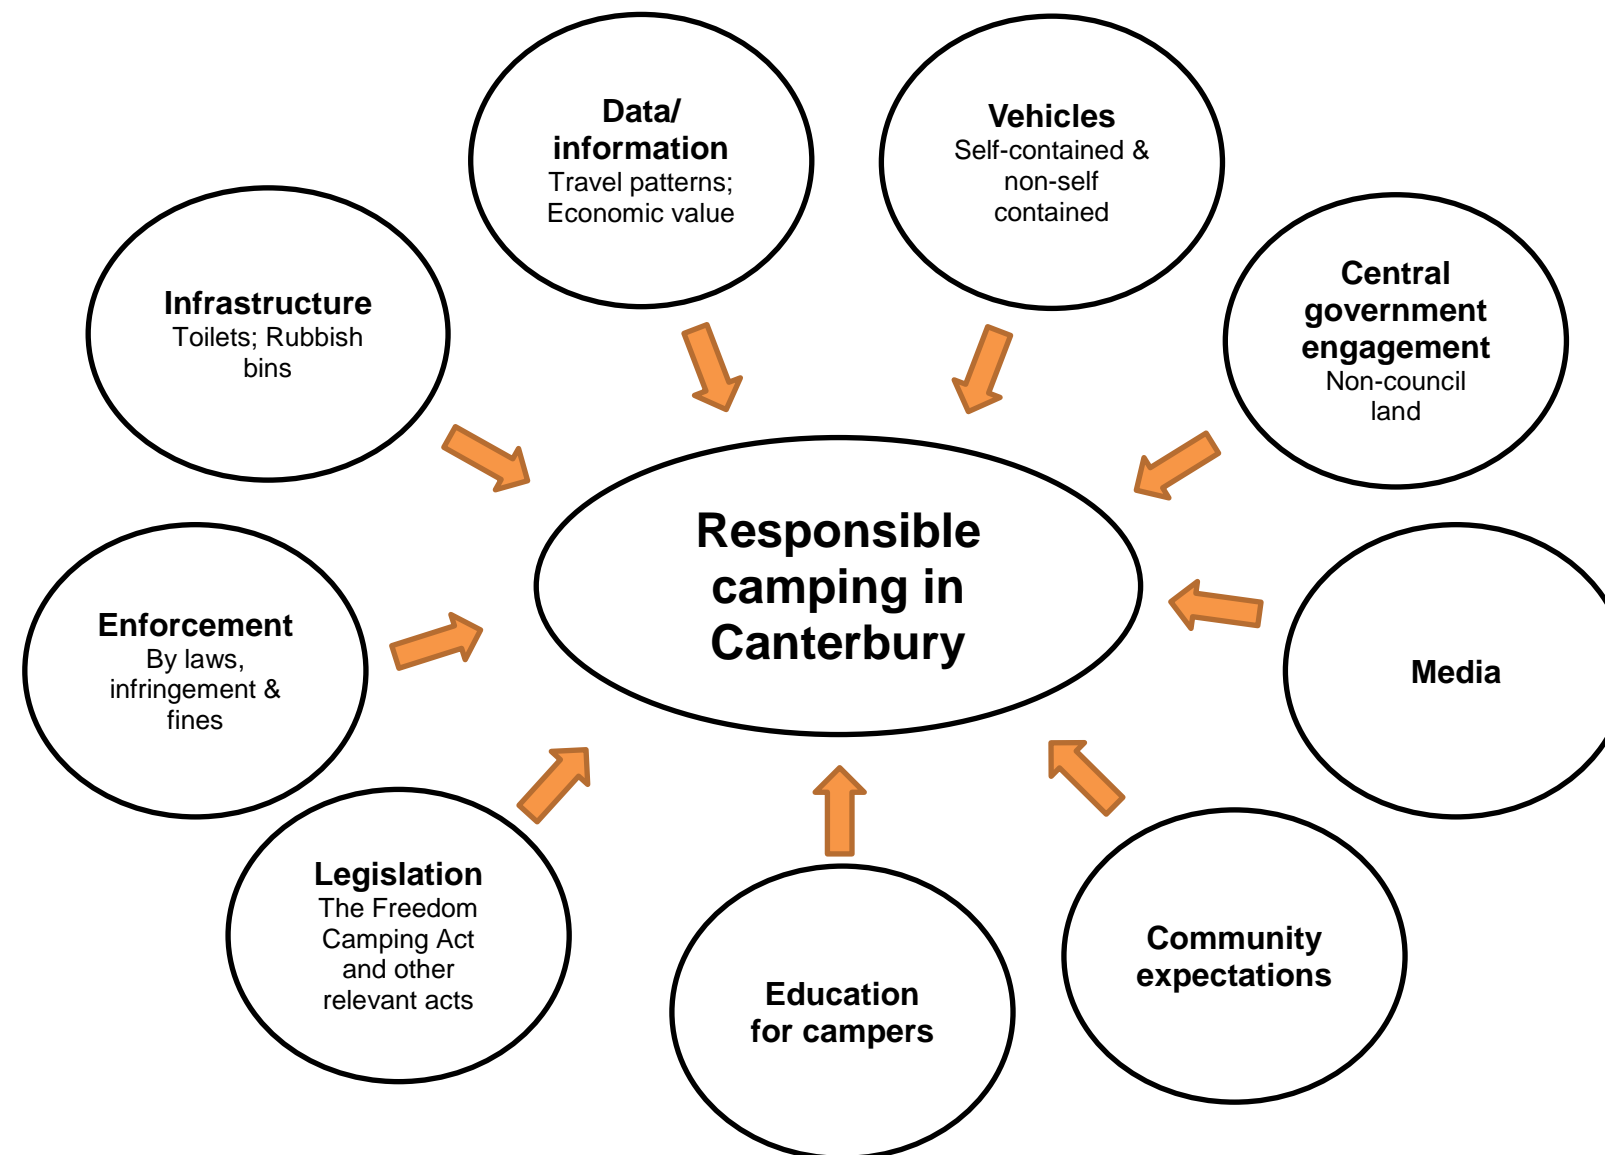 Data/
information
Travel patterns;
Economic value
Vehicles
Self-contained &
non-self
contained
Infrastructure
Toilets; Rubbish
bins
Central
government
engagement
Non-council
land
Responsible
camping in
Canterbury
Enforcement
By laws,
infringement &
fines
Media
Legislation
The Freedom
Camping Act
and other
relevant acts
Education
for campers
Community
expectations